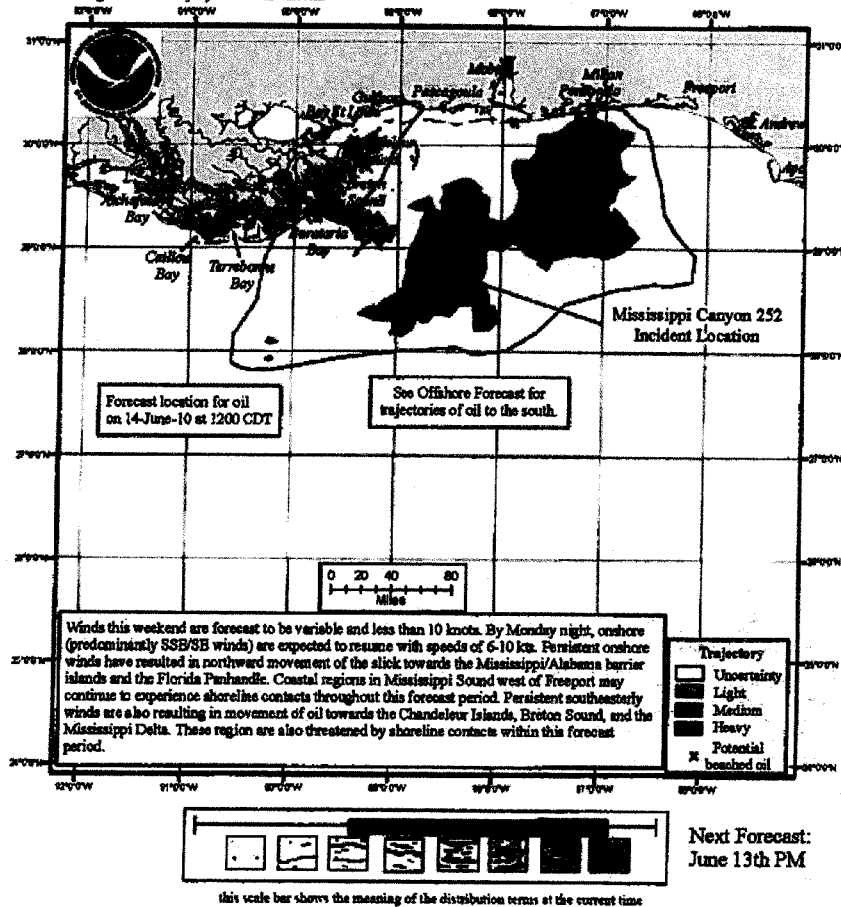 Mobile
Milton
Gulfport
Pascagoula
Pensacola
Freeport
Bay St Louis
St. Andrew
Breton
Sound
Atchafalaya
Bay
Barataria
Bay
Caillou
Bay
Terrebonne
Bay
Mississippi Canyon 252
Incident Location
Forecast location for oil
on 14-June-10 at 1200 CDT
See Offshore Forecast for
trajectories of oil to the south.
0 20 40 80
Miles
Winds this weekend are forecast to be variable and less than 10 knots. By Monday night, onshore
(predominantly SSE/SE winds) are expected to resume with speeds of 6-10 kts. Persistent onshore
winds have resulted in northward movement of the slick towards the Mississippi/Alabama barrier
islands and the Florida Panhandle. Coastal regions in Mississippi Sound west of Freeport may
continue to experience shoreline contacts throughout this forecast period. Persistent southeasterly
winds are also resulting in movement of oil towards the Chandeleur Islands, Breton Sound, and the
Mississippi Delta. These region are also threatened by shoreline contacts within this forecast
period.
Trajectory
Uncertainty
Light
Medium
Heavy
Potential
beached oil
Next Forecast:
June 13th PM
this scale bar shows the meaning of the distribution terms at the current time